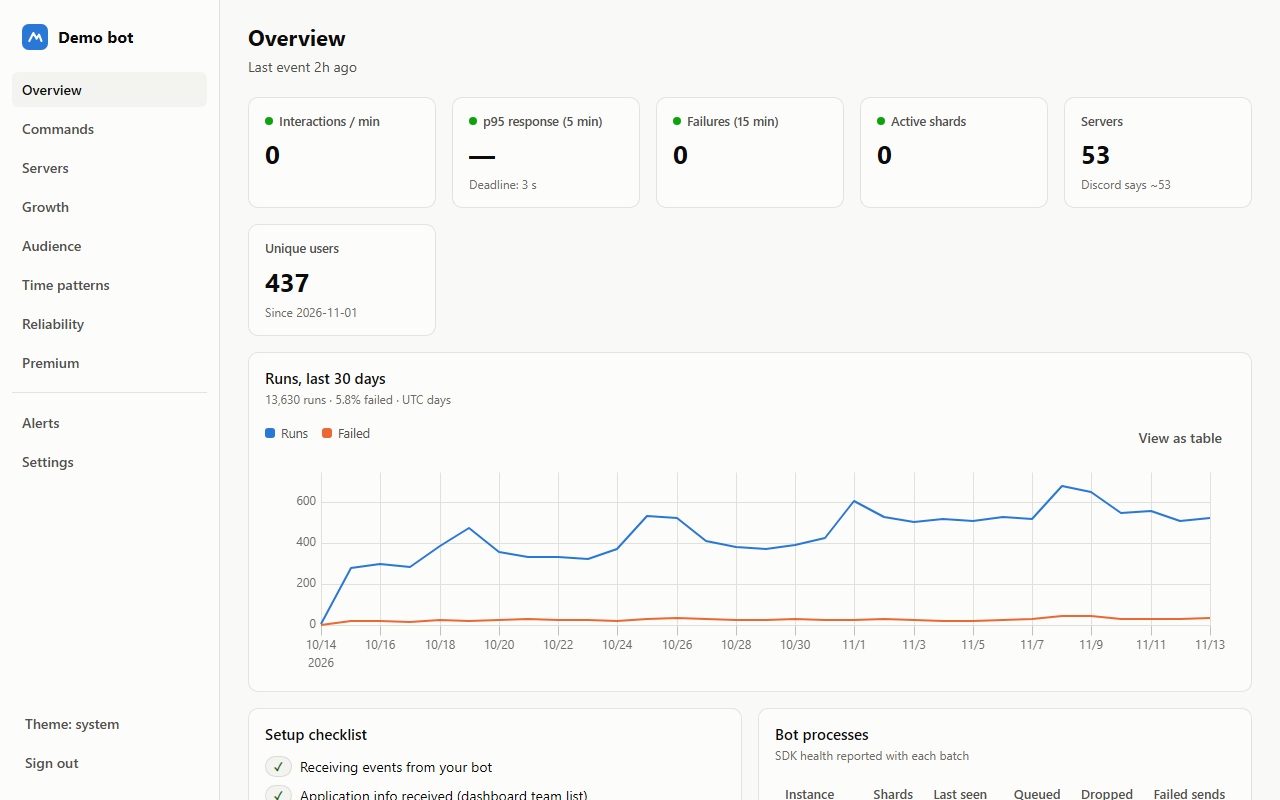 Demo bot
Overview
Commands
Servers
Growth
Audience
Time patterns
Reliability
Premium
Alerts
Settings
Theme: system
Sign out
Overview
Last event 2h ago
Interactions / min
0
p95 response (5 min)
—
Deadline: 3 s
Failures (15 min)
0
Active shards
0
Servers
53
Discord says ~53
Unique users
437
Since 2026-11-01
Runs, last 30 days
13,630 runs · 5.8% failed · UTC days
Runs Failed
View as table
600
400
200
0
10/14 10/16 10/18 10/20 10/22 10/24 10/26 10/28 10/30 11/1 11/3 11/5 11/7 11/9 11/11 11/13
2026
Setup checklist
✓ Receiving events from your bot
✓ Application info received (dashboard team list)
Bot processes
SDK health reported with each batch
Instance Shards Last seen Queued Dropped Failed sends